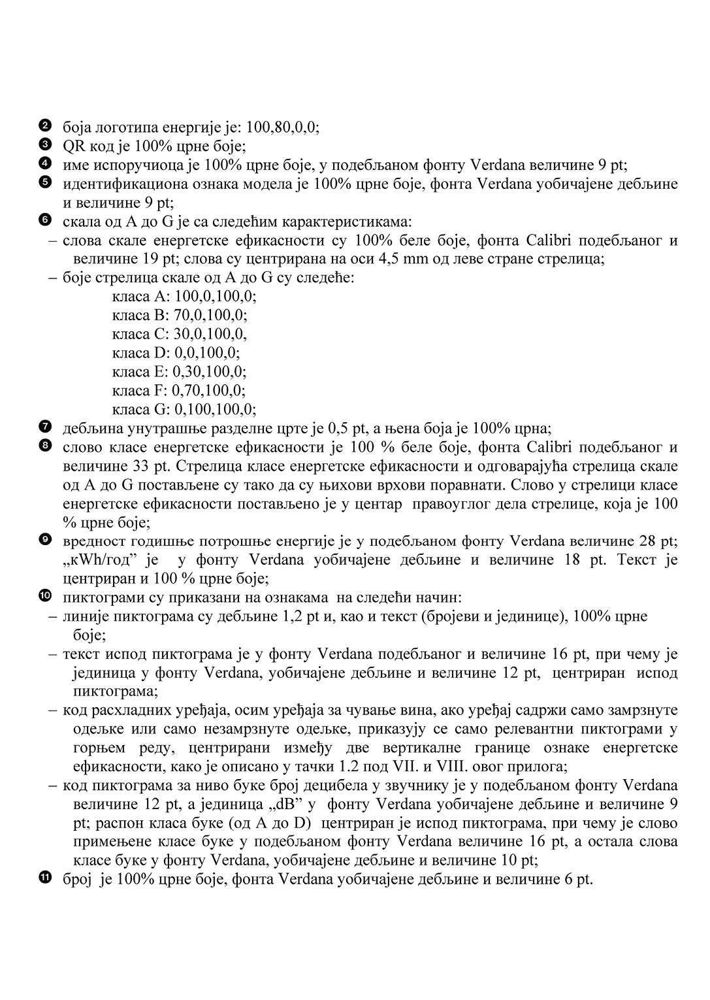 ❷ боја логотипа енергије је: 100,80,0,0;
❸ QR код је 100% црне боје;
❹ име испоручиоца је 100% црне боје, у подебљаном фонту Verdana величине 9 pt;
❺ идентификациона ознака модела је 100% црне боје, фонта Verdana уобичајене дебљине
и величине 9 pt;
❻ скала од А до G је са следећим карактеристикама:
– слова скале енергетске ефикасности су 100% беле боје, фонта Calibri подебљаног и
величине 19 pt; слова су центрирана на оси 4,5 mm од леве стране стрелица;
– боје стрелица скале од А до G су следеће:
класа A: 100,0,100,0;
класа B: 70,0,100,0;
класа C: 30,0,100,0,
класа D: 0,0,100,0;
класа E: 0,30,100,0;
класа F: 0,70,100,0;
класа G: 0,100,100,0;
❼ дебљина унутрашње разделне црте је 0,5 pt, а њена боја је 100% црна;
❽ слово класе енергетске ефикасности је 100 % беле боје, фонта Calibri подебљаног и
величине 33 pt. Стрелица класе енергетске ефикасности и одговарајућа стрелица скале
од А до G постављене су тако да су њихови врхови поравнати. Слово у стрелици класе
енергетске ефикасности постављено је у центар правоуглог дела стрелице, која је 100
% црне боје;
❾ вредност годишње потрошње енергије је у подебљаном фонту Verdana величине 28 pt;
„кWh/год” је у фонту Verdana уобичајене дебљине и величине 18 pt. Текст је
центриран и 100 % црне боје;
❿ пиктограми су приказани на ознакама на следећи начин:
– линије пиктограма су дебљине 1,2 pt и, као и текст (бројеви и јединице), 100% црне
боје;
– текст испод пиктограма је у фонту Verdana подебљаног и величине 16 pt, при чему је
јединица у фонту Verdana, уобичајене дебљине и величине 12 pt, центриран испод
пиктограма;
– код расхладних уређаја, осим уређаја за чување вина, ако уређај садржи само замрзнуте
одељке или само незамрзнуте одељке, приказују се само релевантни пиктограми у
горњем реду, центрирани између две вертикалне границе ознаке енергетске
ефикасности, како је описано у тачки 1.2 под VII. и VIII. овог прилога;
– код пиктограма за ниво буке број децибела у звучнику је у подебљаном фонту Verdana
величине 12 pt, а јединица „dB” у фонту Verdana уобичајене дебљине и величине 9
pt; распон класа буке (од А до D) центриран је испод пиктограма, при чему је слово
примењене класе буке у подебљаном фонту Verdana величине 16 pt, а остала слова
класе буке у фонту Verdana, уобичајене дебљине и величине 10 pt;
⓫ број је 100% црне боје, фонта Verdana уобичајене дебљине и величине 6 pt.